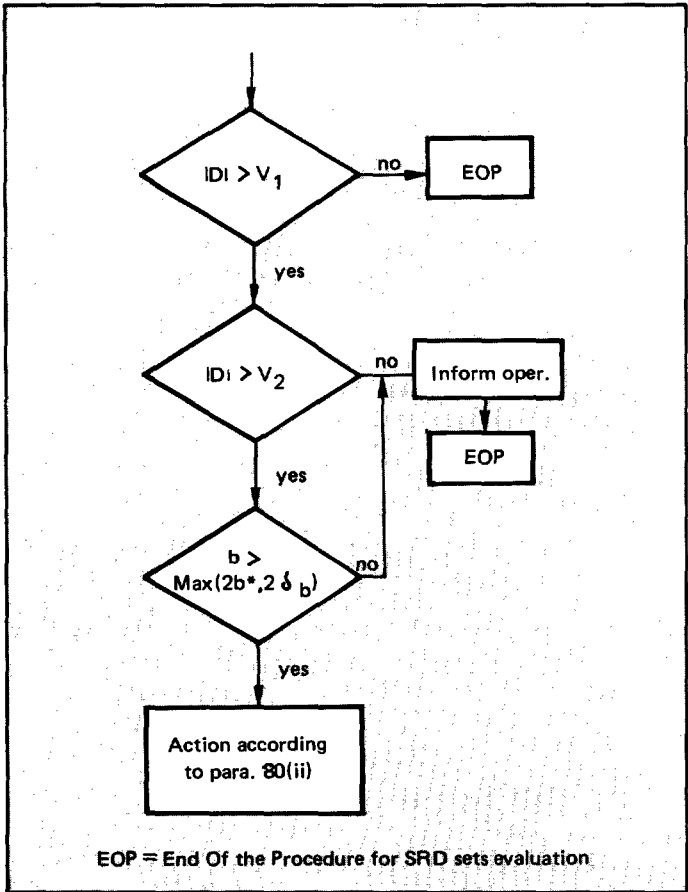 |D| > V1
no
EOP
yes
|D| > V2
no
Inform oper.
EOP
yes
b >
Max(2b*,2 δ b)
no
yes
Action according
to para. 80(ii)
EOP = End Of the Procedure for SRD sets evaluation